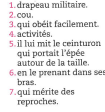 1. drapeau militaire.
2. cou.
3. qui obéit facilement.
4. activités.
5. il lui mit le ceinturon
qui portait l'épée
autour de la taille.
6. en le prenant dans ses
bras.
7. qui mérite des
reproches.